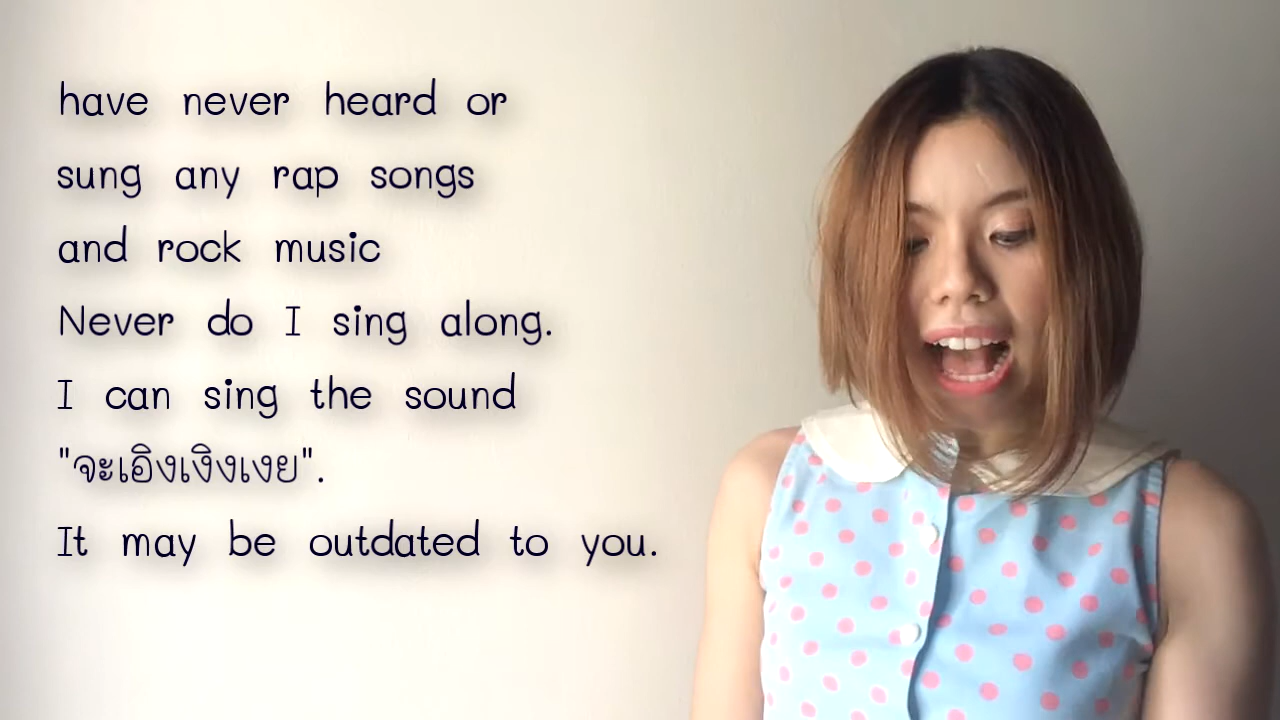 have never heard or
sung any rap songs
and rock music
Never do I sing along.
I can sing the sound
"จะเอิงเงิงเงย".
It may be outdated to you.